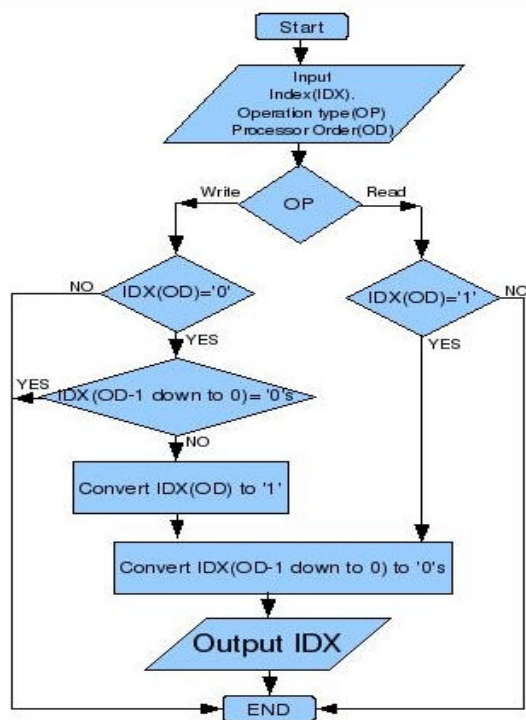 Start
Input
Index(IDX).
Operation type(OP)
Processor Order(OD)
Write
OP
Read
NO
IDX(OD)='0'
IDX(OD)='1'
NO
YES
YES
YES
IDX(OD-1 down to 0)= '0's
NO
Convert IDX(OD) to '1'
Convert IDX(OD-1 down to 0) to '0's
Output IDX
END